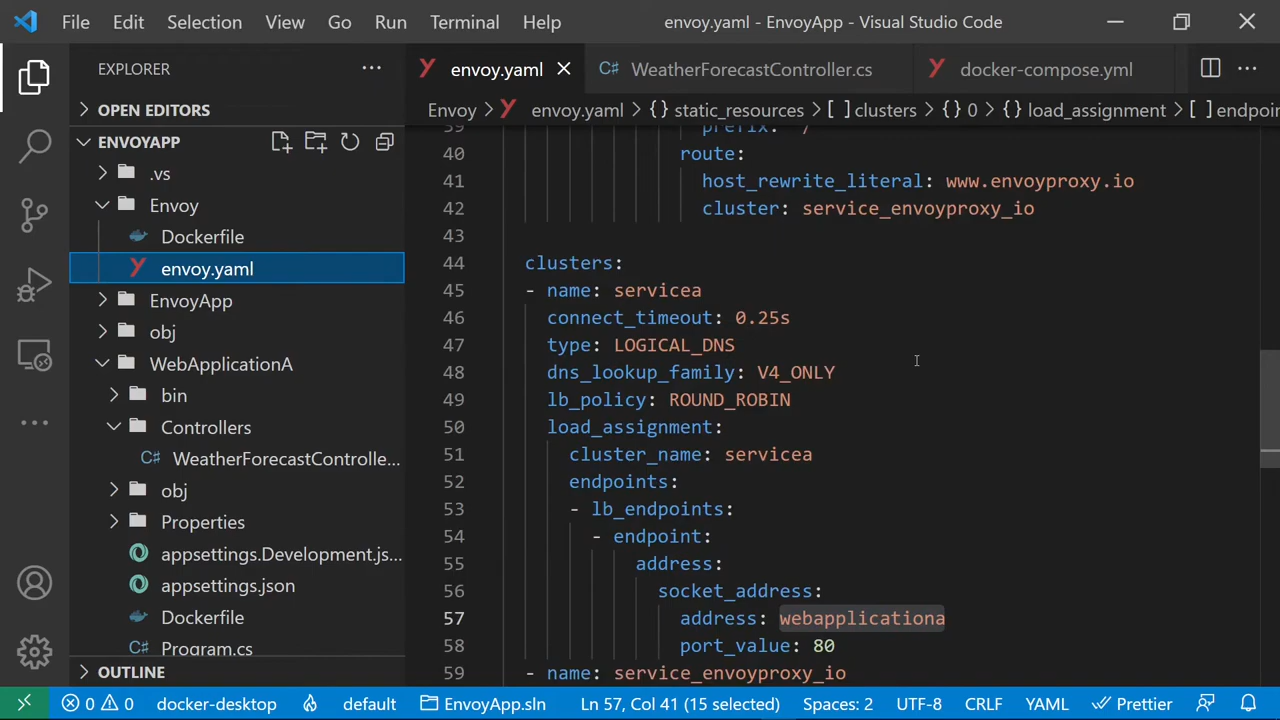 File Edit Selection View Go Run Terminal Help envoy.yaml - EnvoyApp - Visual Studio Code
EXPLORER
OPEN EDITORS
ENVOYAPP
.vs
Envoy
Dockerfile
envoy.yaml
EnvoyApp
obj
WebApplicationA
bin
Controllers
C# WeatherForecastControlle...
obj
Properties
appsettings.Development.js...
appsettings.json
Dockerfile
Program.cs
OUTLINE
envoy.yaml C# WeatherForecastController.cs docker-compose.yml
Envoy > envoy.yaml > {} static_resources > [ ] clusters > {} 0 > {} load_assignment > [ ] endpoint
39 prefix: "/"
40 route:
41 host_rewrite_literal: www.envoyproxy.io
42 cluster: service_envoyproxy_io
43
44 clusters:
45 - name: servicea
46 connect_timeout: 0.25s
47 type: LOGICAL_DNS
48 dns_lookup_family: V4_ONLY
49 lb_policy: ROUND_ROBIN
50 load_assignment:
51 cluster_name: servicea
52 endpoints:
53 - lb_endpoints:
54 - endpoint:
55 address:
56 socket_address:
57 address: webapplicationa
58 port_value: 80
59 - name: service_envoyproxy_io
0 0 docker-desktop default EnvoyApp.sln Ln 57, Col 41 (15 selected) Spaces: 2 UTF-8 CRLF YAML Prettier